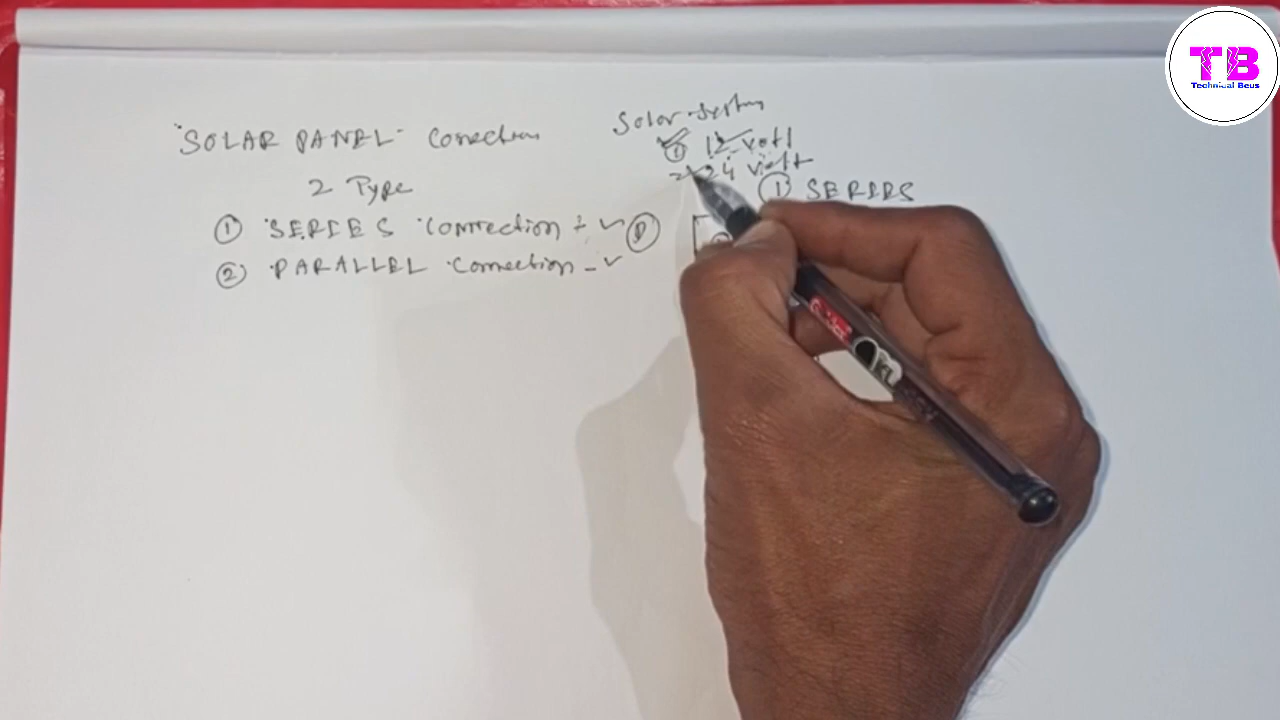 "SOLAR PANEL" Conection
2 Type
① SERIES Connection ÷ ✓
② PARALLEL Connection - ✓
Solar-System
① 12 volt
2 24 volt
① SERIES
TB
Technical Beus